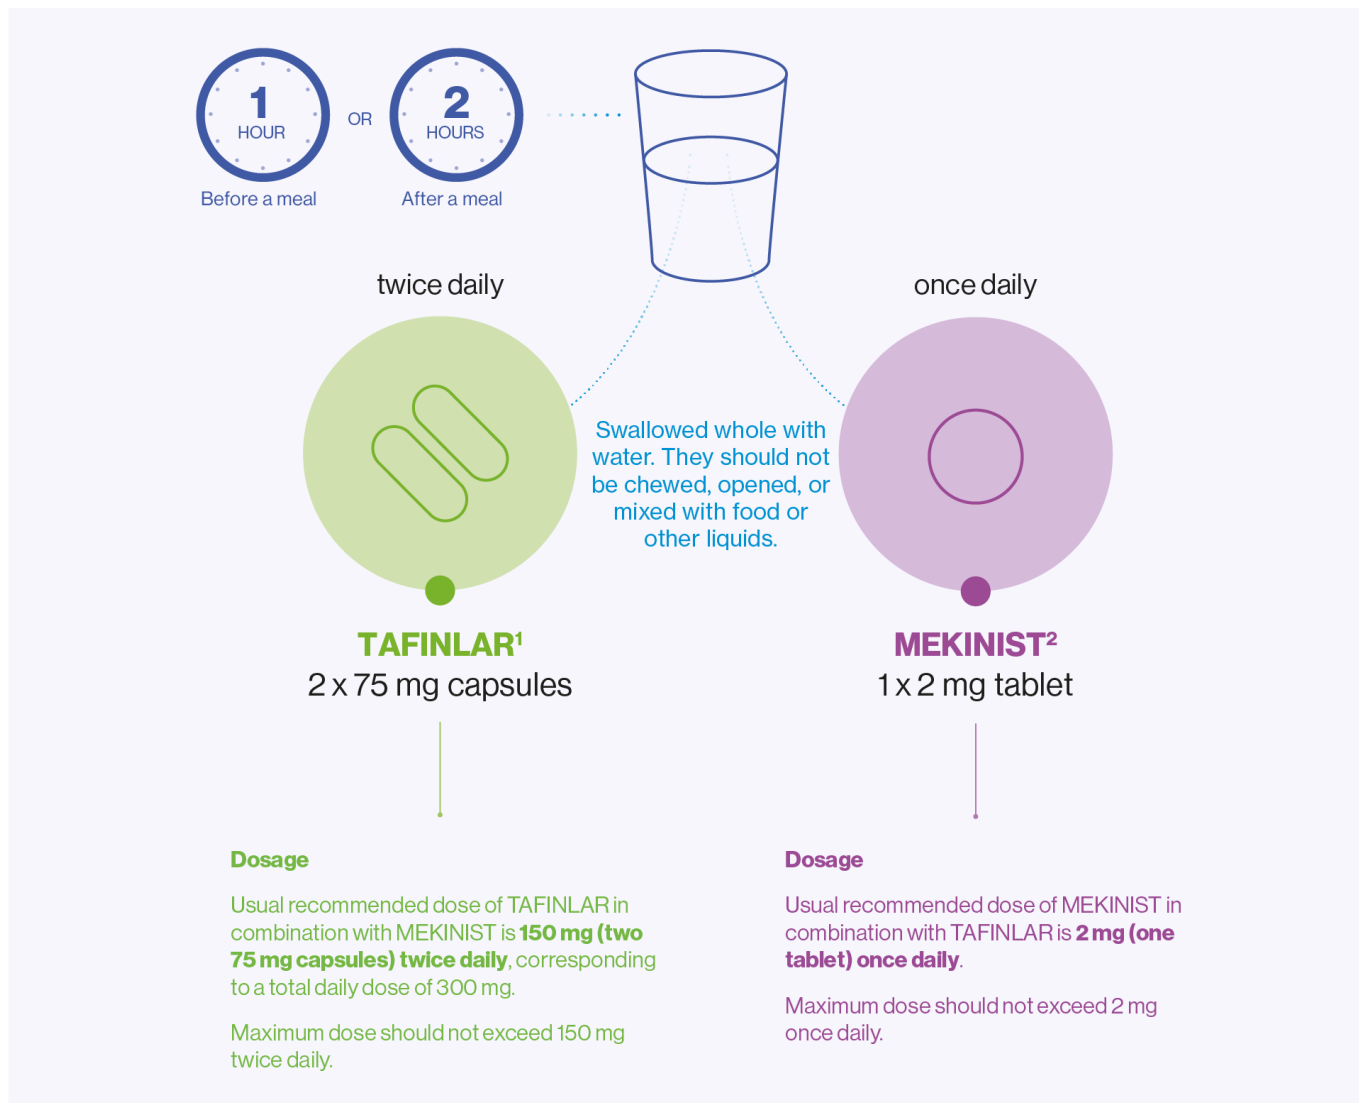 1
HOUR
OR
2
HOURS
Before a meal
After a meal
twice daily
once daily
Swallowed whole with
water. They should not
be chewed, opened, or
mixed with food or
other liquids.
TAFINLAR¹
2 x 75 mg capsules
MEKINIST²
1 x 2 mg tablet
Dosage
Usual recommended dose of TAFINLAR in
combination with MEKINIST is 150 mg (two
75 mg capsules) twice daily, corresponding
to a total daily dose of 300 mg.
Maximum dose should not exceed 150 mg
twice daily.
Dosage
Usual recommended dose of MEKINIST in
combination with TAFINLAR is 2 mg (one
tablet) once daily.
Maximum dose should not exceed 2 mg
once daily.